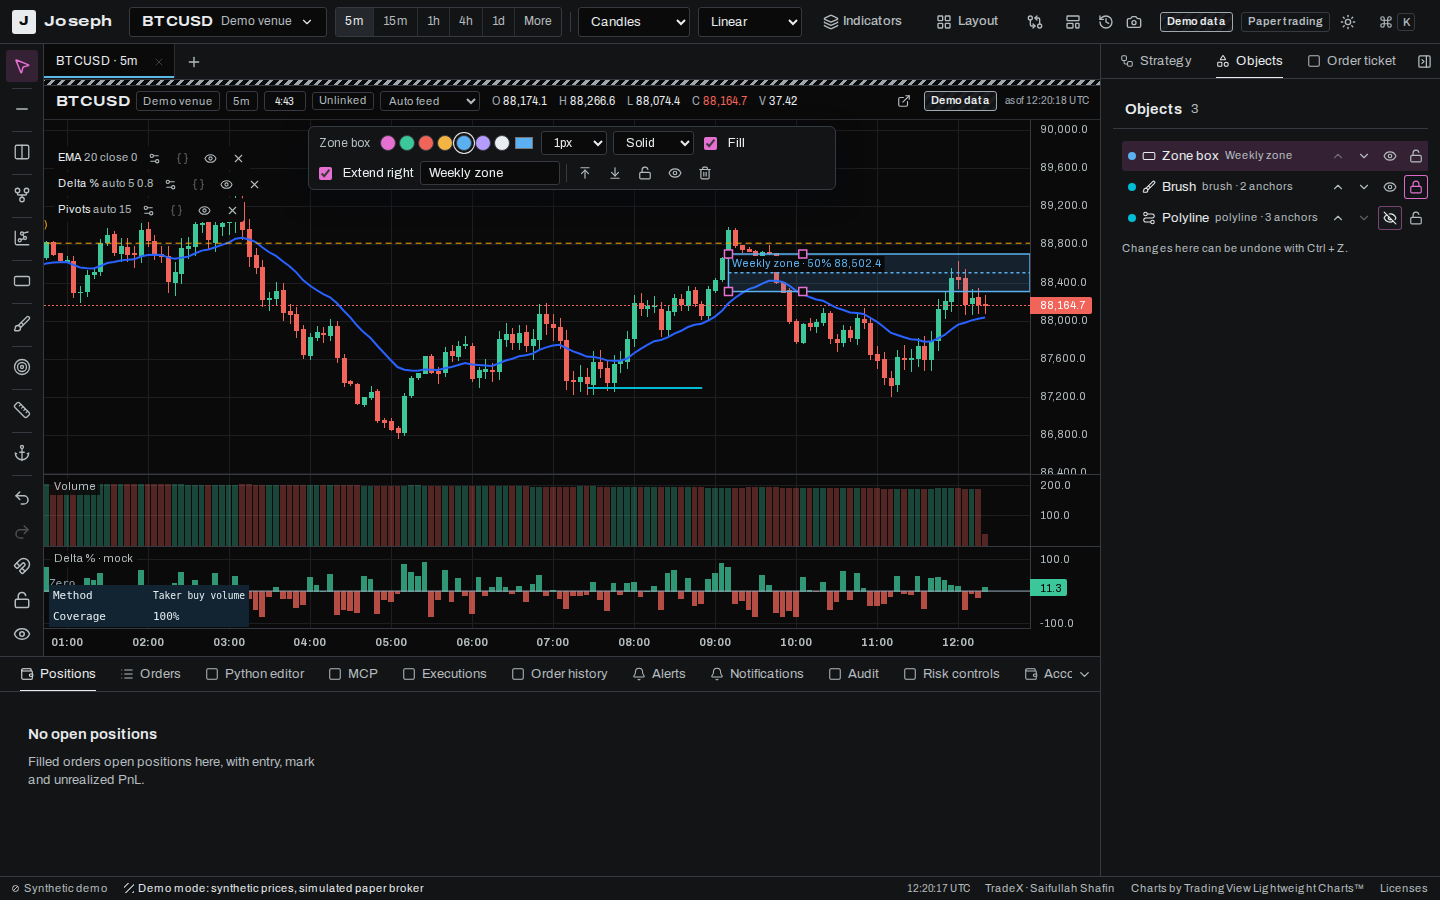 J Joseph BTCUSD Demo venue 5m 15m 1h 4h 1d More Candles Linear Indicators Layout Demo data Paper trading ⌘ K
BTCUSD · 5m × +
Strategy Objects Order ticket
BTCUSD Demo venue 5m 4:43 Unlinked Auto feed O 88,174.1 H 88,266.6 L 88,074.4 C 88,164.7 V 37.42 Demo data as of 12:20:18 UTC
Objects 3
Zone box 1px Solid Fill
Extend right Weekly zone
EMA 20 close 0 { }
Delta % auto 5 0.8 { }
Pivots auto 15 { }
90,000.0
89,600.0
89,200.0
88,800.0
88,400.0
88,164.7
88,000.0
87,600.0
87,200.0
86,800.0
86,400.0
Weekly zone · 50% 88,502.4
Zone box Weekly zone
Brush brush · 2 anchors
Polyline polyline · 3 anchors
Changes here can be undone with Ctrl + Z.
Volume
200.0
100.0
Delta % · mock
100.0
11.3
-100.0
Zero
Method Taker buy volume
Coverage 100%
01:00 02:00 03:00 04:00 05:00 06:00 07:00 08:00 09:00 10:00 11:00 12:00
Positions Orders Python editor MCP Executions Order history Alerts Notifications Audit Risk controls Acco
No open positions
Filled orders open positions here, with entry, mark
and unrealized PnL.
Synthetic demo Demo mode: synthetic prices, simulated paper broker 12:20:17 UTC TradeX · Saifullah Shafin Charts by TradingView Lightweight Charts™ Licenses